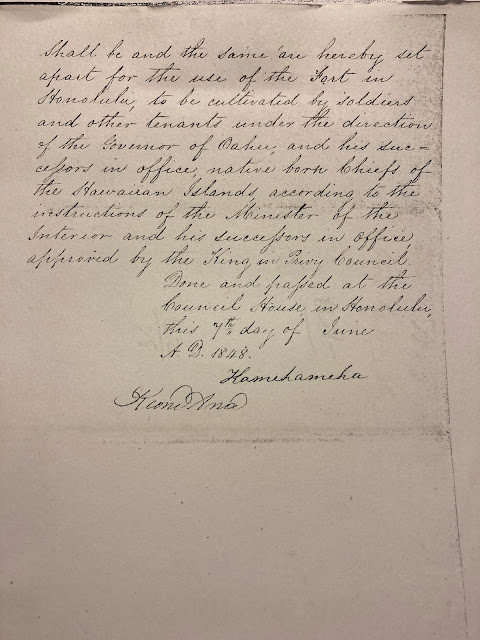 Shall be and the same are hereby set
apart for the use of the Fort in
Honolulu, to be cultivated by soldiers
and other tenants under the direction
of the Governor of Oahu, and his suc-
cessors in office, native born Chiefs of
the Hawaiian Islands, according to the
instructions of the Minister of the
Interior and his successors in office,
approved by the King in Privy Council.
Done and passed at the
Council House, in Honolulu,
this 7th day of June
A.D. 1848.
Kamehameha
Keoni Ana